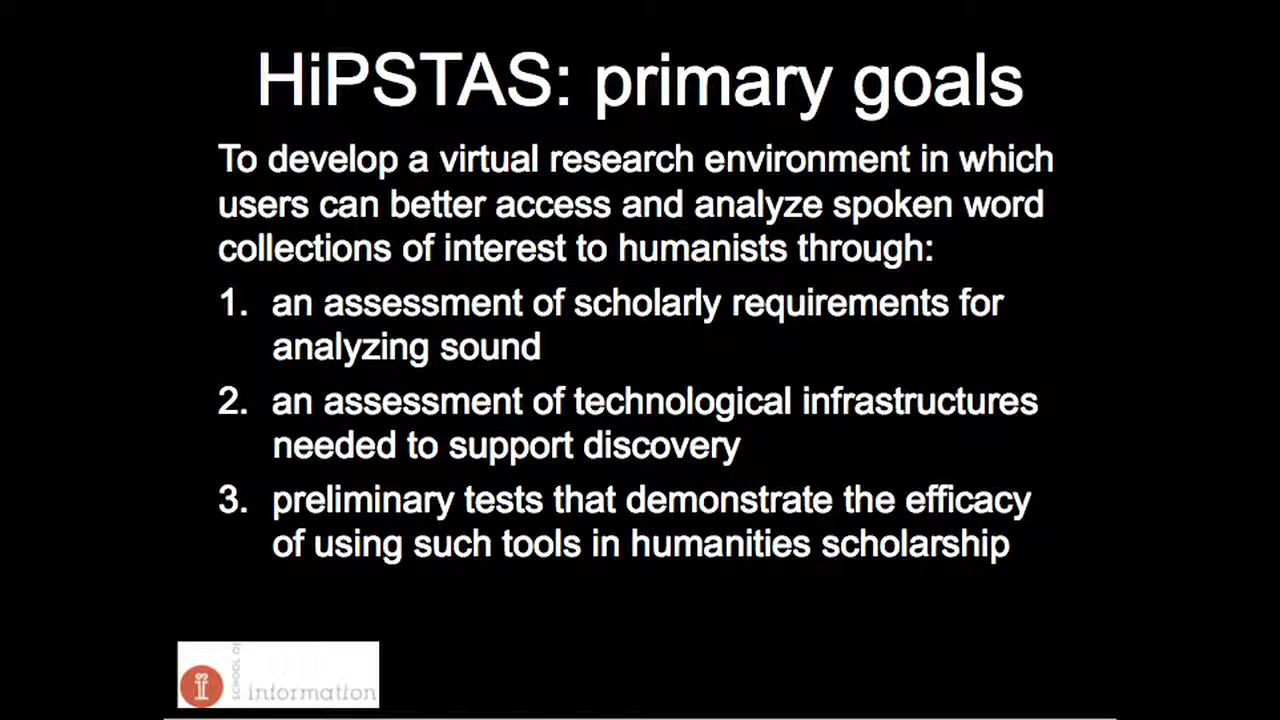 HiPSTAS: primary goals
To develop a virtual research environment in which
users can better access and analyze spoken word
collections of interest to humanists through:
1. an assessment of scholarly requirements for
analyzing sound
2. an assessment of technological infrastructures
needed to support discovery
3. preliminary tests that demonstrate the efficacy
of using such tools in humanities scholarship
SCHOOL OF
information